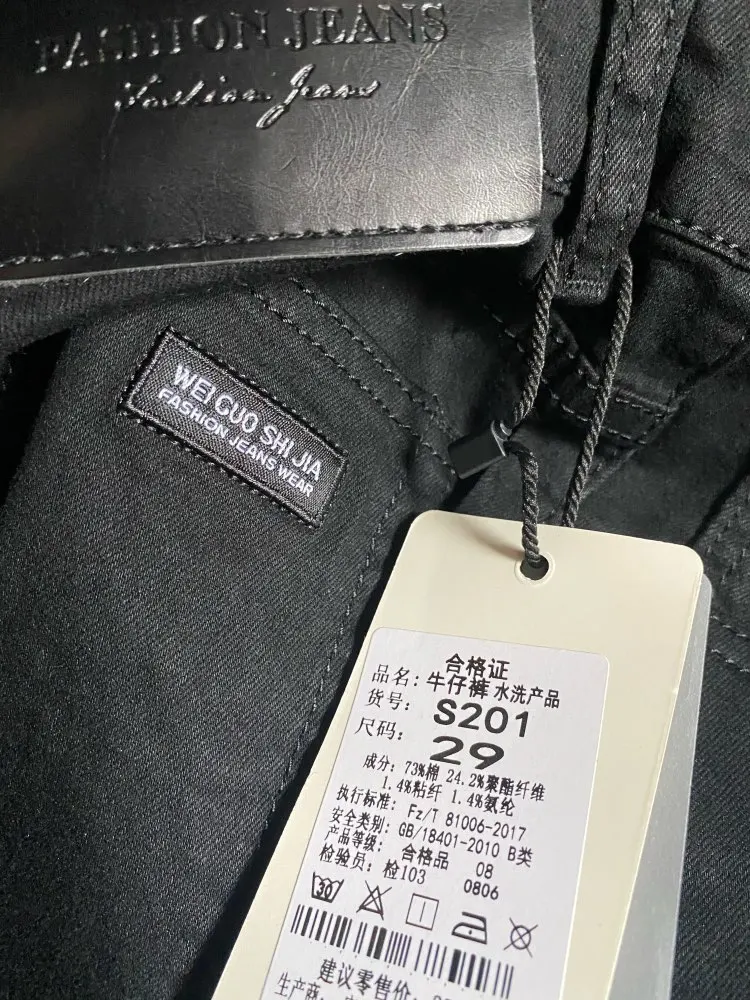 FASHION JEANS
Fashion Jeans
WEI GUO SHI JIA
FASHION JEANS WEAR
合格证
品名: 牛仔裤 水洗产品
货号: S201
尺码: 29
成分: 73%棉 24.2%聚酯纤维
1.4%粘纤 1.4%氨纶
执行标准: Fz/T 81006-2017
安全类别: GB/18401-2010 B类
产品等级: 合格品 08
检验员: 检103 0806
建议零售价:
生产商: